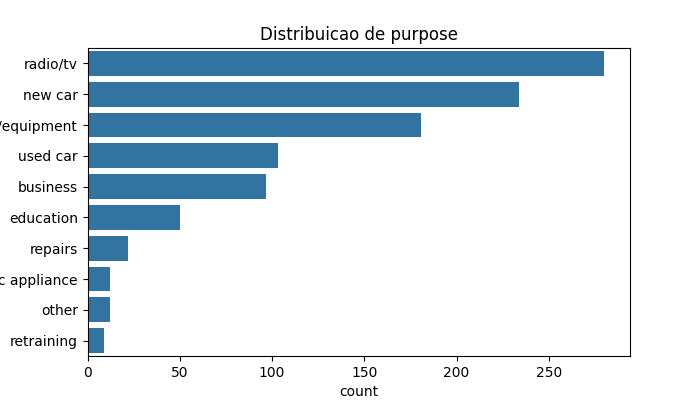 Distribuicao de purpose
radio/tv
new car
/equipment
used car
business
education
repairs
c appliance
other
retraining
0 50 100 150 200 250
count